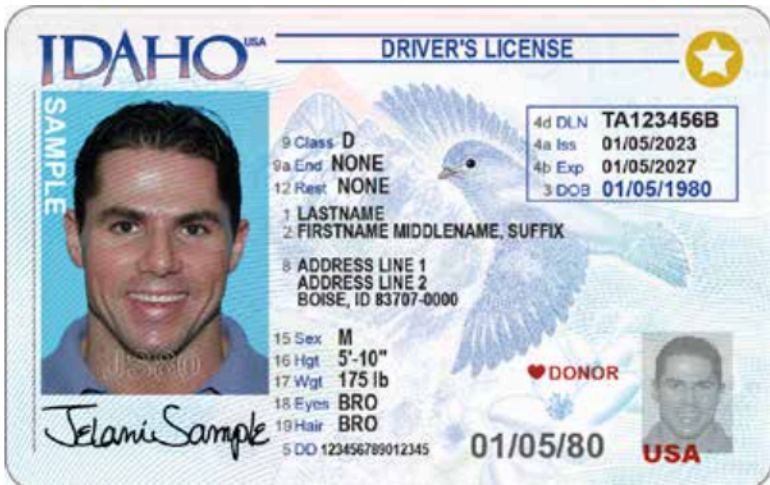 IDAHO USA
DRIVER'S LICENSE
SAMPLE
4d DLN TA123456B
4a Iss 01/05/2023
4b Exp 01/05/2027
3 DOB 01/05/1980
9 Class D
9a End NONE
12 Rest NONE
1 LASTNAME
2 FIRSTNAME MIDDLENAME, SUFFIX
8 ADDRESS LINE 1
ADDRESS LINE 2
BOISE, ID 83707-0000
15 Sex M
16 Hgt 5'-10"
17 Wgt 175 lb
18 Eyes BRO
19 Hair BRO
5 DD 123456789012345
Jelani Sample
DONOR
01/05/80
USA